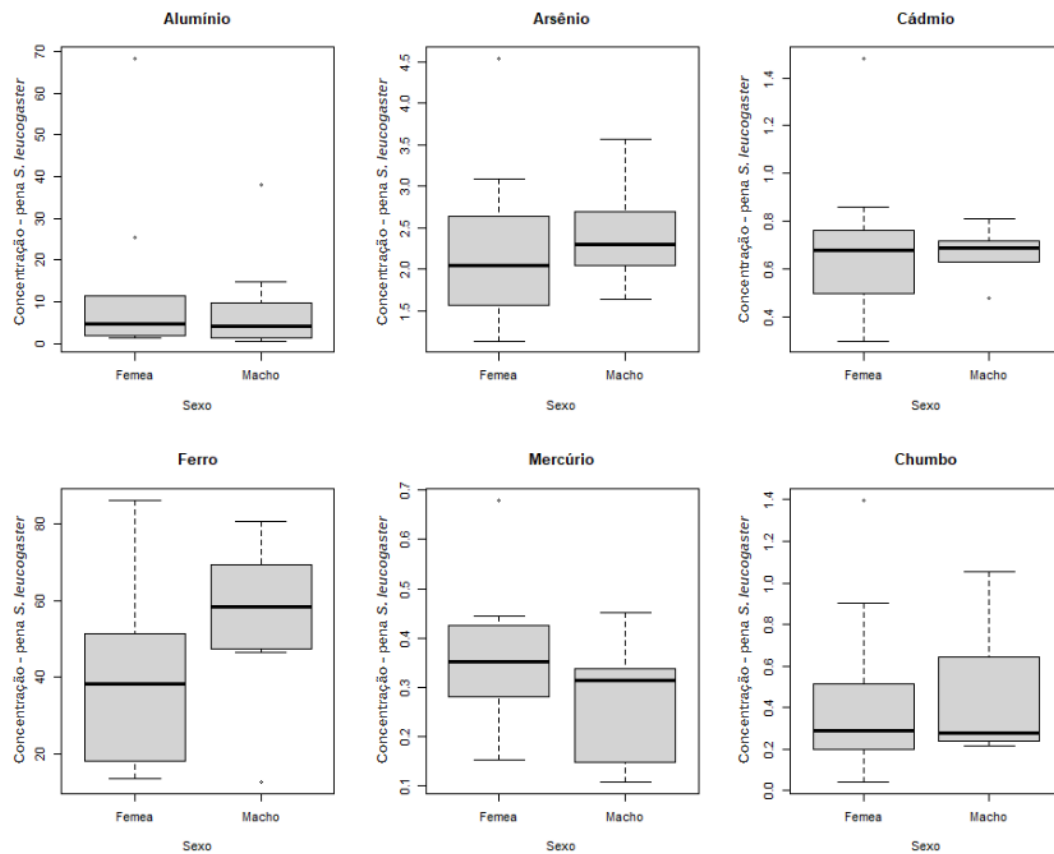 Alumínio
Concentração - pena S. leucogaster
0
10
20
30
40
50
60
70
Femea
Macho
Sexo
Arsênio
Concentração - pena S. leucogaster
1.5
2.0
2.5
3.0
3.5
4.0
4.5
Femea
Macho
Sexo
Cádmio
Concentração - pena S. leucogaster
0.4
0.6
0.8
1.0
1.2
1.4
Femea
Macho
Sexo
Ferro
Concentração - pena S. leucogaster
20
40
60
80
Femea
Macho
Sexo
Mercúrio
Concentração - pena S. leucogaster
0.1
0.2
0.3
0.4
0.5
0.6
0.7
Femea
Macho
Sexo
Chumbo
Concentração - pena S. leucogaster
0.0
0.2
0.4
0.6
0.8
1.0
1.2
1.4
Femea
Macho
Sexo